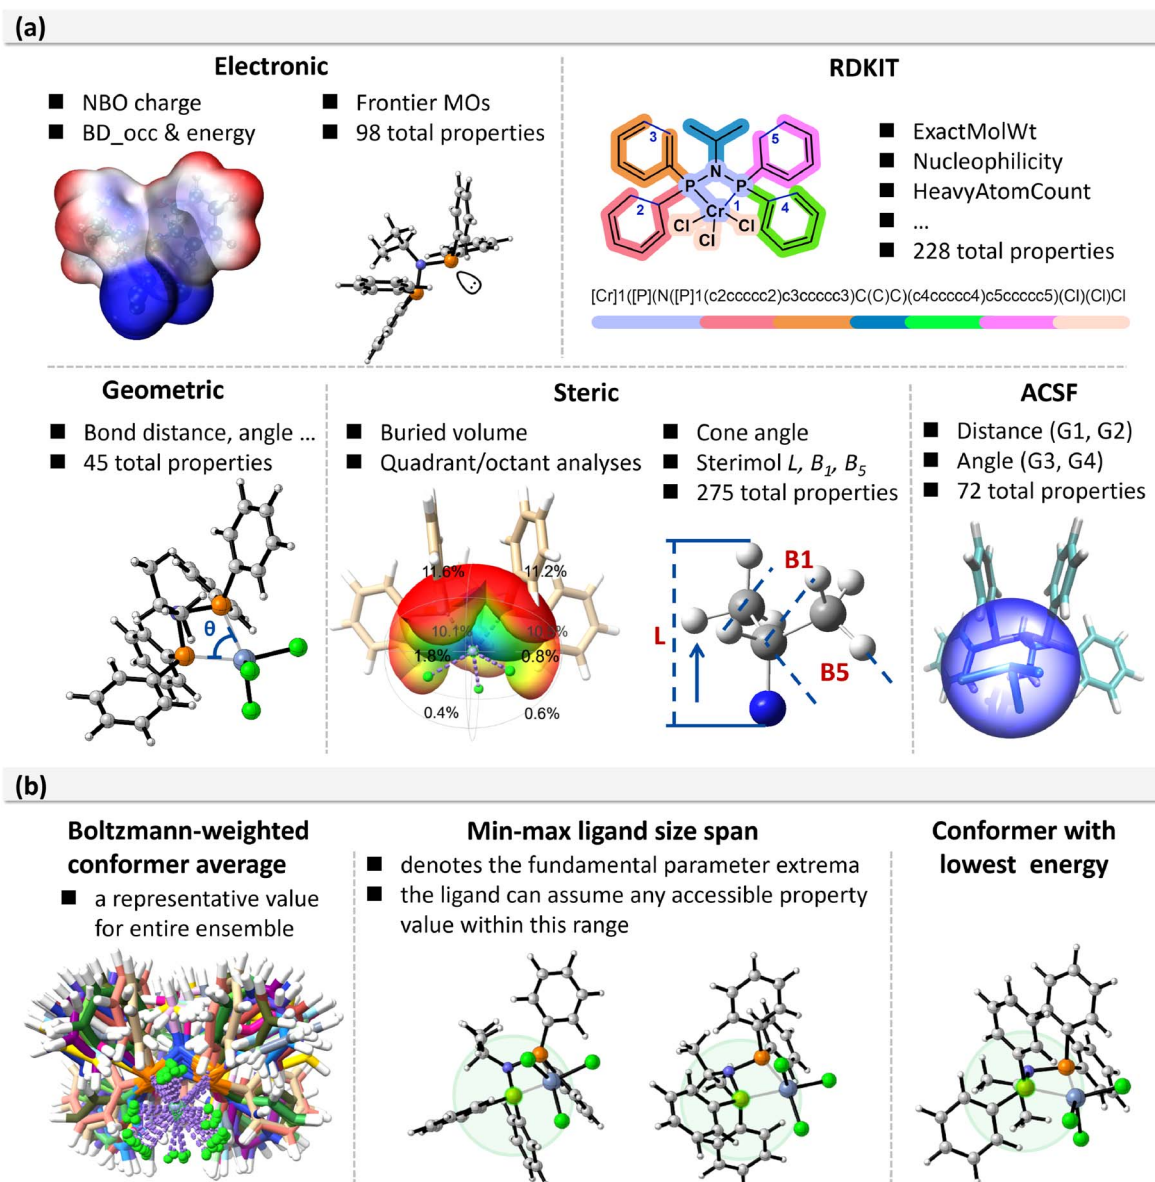 (a)
Electronic
NBO charge
BD_occ & energy
Frontier MOs
98 total properties
RDKIT
3
5
N
P
P
2
Cr
1
4
Cl
Cl
Cl
ExactMolWt
Nucleophilicity
HeavyAtomCount
...
228 total properties
[Cr]1([P](N([P]1(c2ccccc2)c3ccccc3)C(C)C)(c4ccccc4)c5ccccc5)(Cl)(Cl)Cl
Geometric
Bond distance, angle ...
45 total properties
θ
Steric
Buried volume
Quadrant/octant analyses
Cone angle
Sterimol L, B1, B5
275 total properties
11.6%
11.2%
10.1%
1.8%
0.8%
0.4%
0.6%
B1
L
B5
ACSF
Distance (G1, G2)
Angle (G3, G4)
72 total properties
(b)
Boltzmann-weighted
conformer average
a representative value
for entire ensemble
Min-max ligand size span
denotes the fundamental parameter extrema
the ligand can assume any accessible property
value within this range
Conformer with
lowest energy